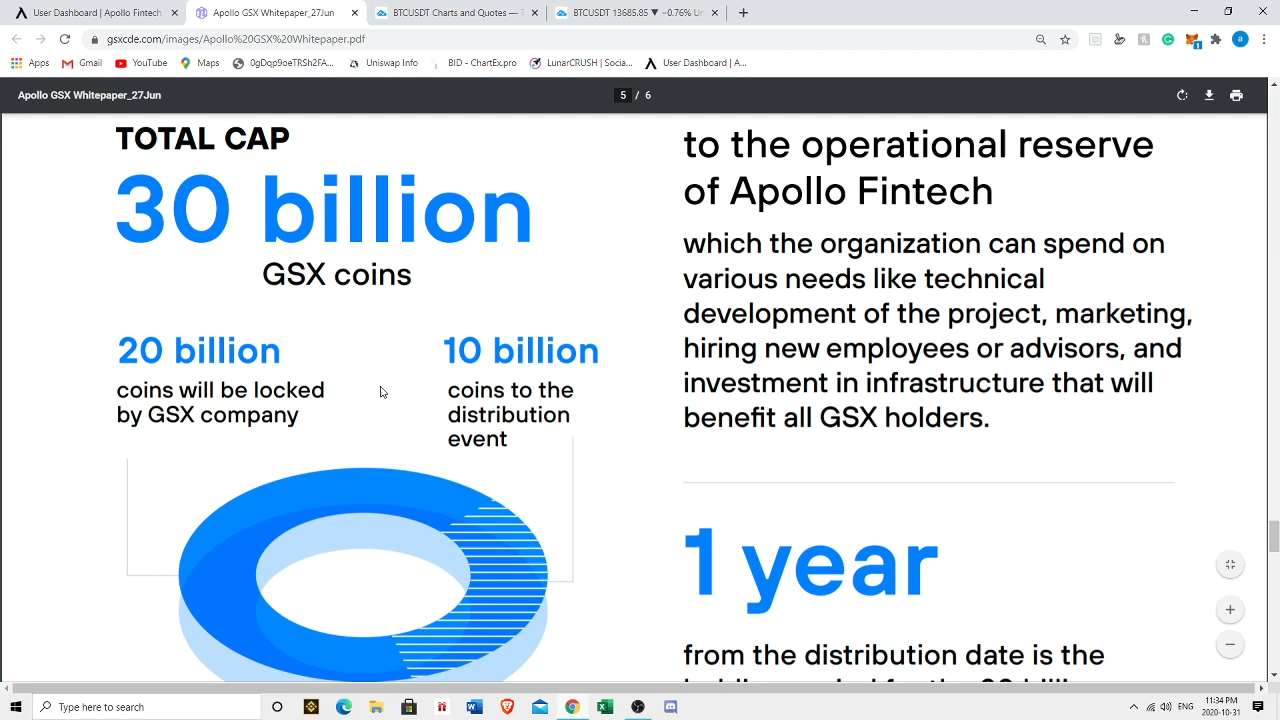 User Dashboard | Apollo Fintech
Apollo GSX Whitepaper_27Jun
BTCUSDT Charts and Quotes — T
BTCUSDT 13685.85 ▼ −0.76% Un
gsxcde.com/images/Apollo%20GSX%20Whitepaper.pdf
Apps
Gmail
YouTube
Maps
0gDqp9oeTRSh2FA...
Uniswap Info
BID - ChartEx.pro
LunarCRUSH | Socia...
User Dashboard | A...
Apollo GSX Whitepaper_27Jun
5 / 6
TOTAL CAP
30 billion
GSX coins
20 billion
coins will be locked
by GSX company
10 billion
coins to the
distribution
event
to the operational reserve
of Apollo Fintech
which the organization can spend on
various needs like technical
development of the project, marketing,
hiring new employees or advisors, and
investment in infrastructure that will
benefit all GSX holders.
1 year
from the distribution date is the
Type here to search
ENG
11:34 PM
2020-10-31